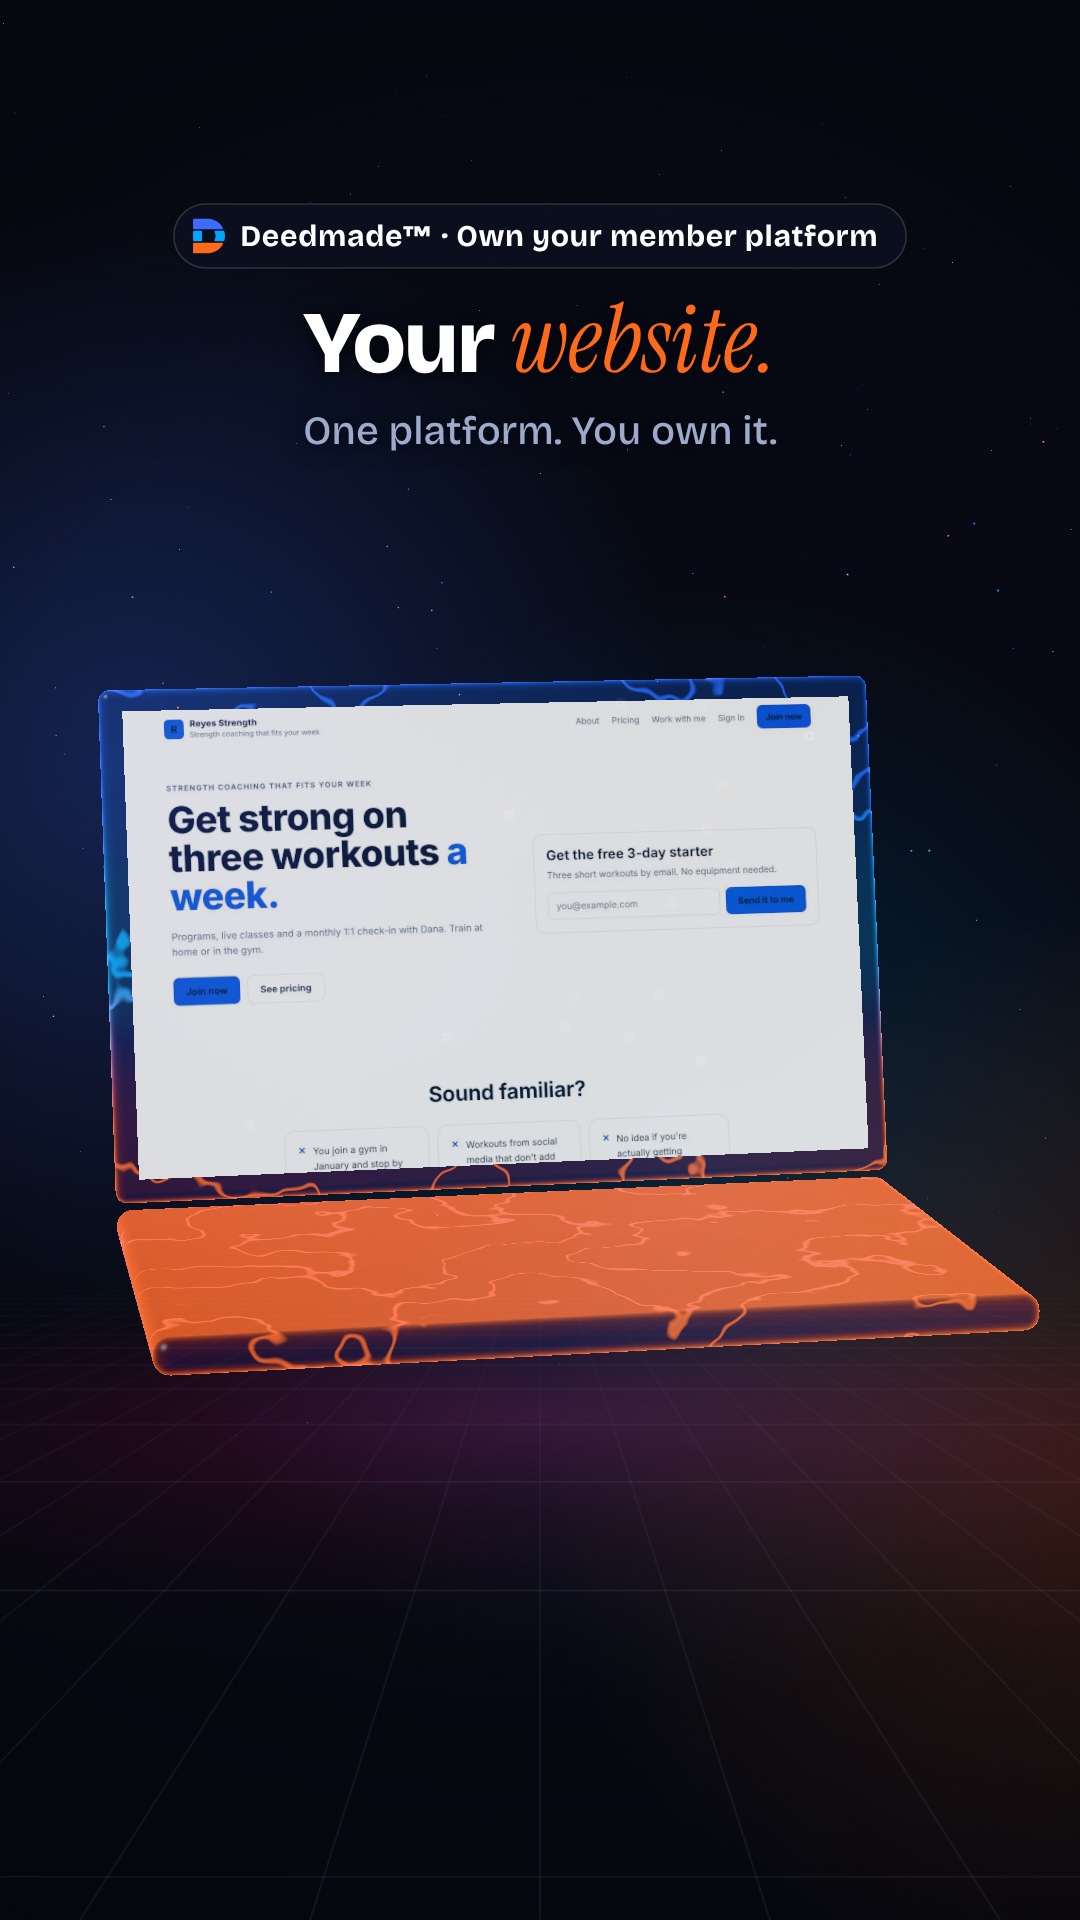 Deedmade™ · Own your member platform
Your website.
One platform. You own it.
R
Reyes Strength
Strength coaching that fits your week
About
Pricing
Work with me
Sign in
Join now
STRENGTH COACHING THAT FITS YOUR WEEK
Get strong on
three workouts a
week.
Programs, live classes and a monthly 1:1 check-in with Dana. Train at
home or in the gym.
Join now
See pricing
Get the free 3-day starter
Three short workouts by email. No equipment needed.
you@example.com
Send it to me
Sound familiar?
× You join a gym in
January and stop by
× Workouts from social
media that don't add
× No idea if you're
actually getting